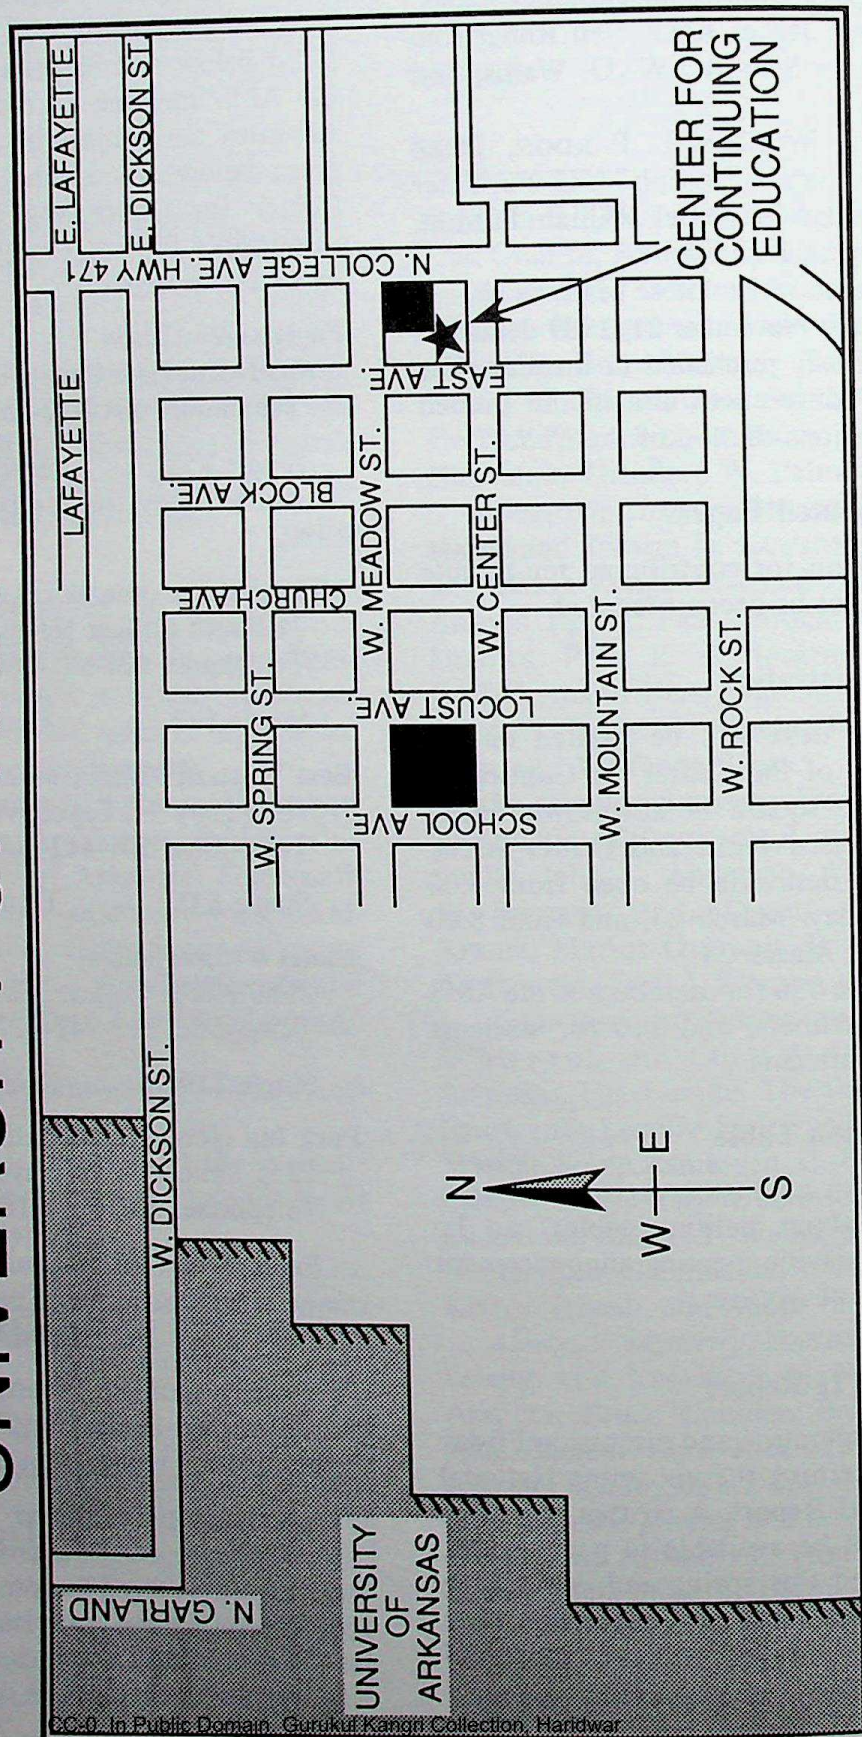 E. LAFAYETTE
E. DICKSON ST.
N. COLLEGE AVE. HWY 471
CENTER FOR
CONTINUING
EDUCATION
LAFAYETTE
EAST AVE.
BLOCK AVE.
W. MEADOW ST.
W. CENTER ST.
CHURCH AVE.
W. SPRING ST.
LOCUST AVE.
W. MOUNTAIN ST.
W. ROCK ST.
SCHOOL AVE.
W. DICKSON ST.
N
W E
S
N. GARLAND
UNIVERSITY
OF
ARKANSAS
CC-0. In Public Domain. Gurukul Kangri Collection, Haridwar